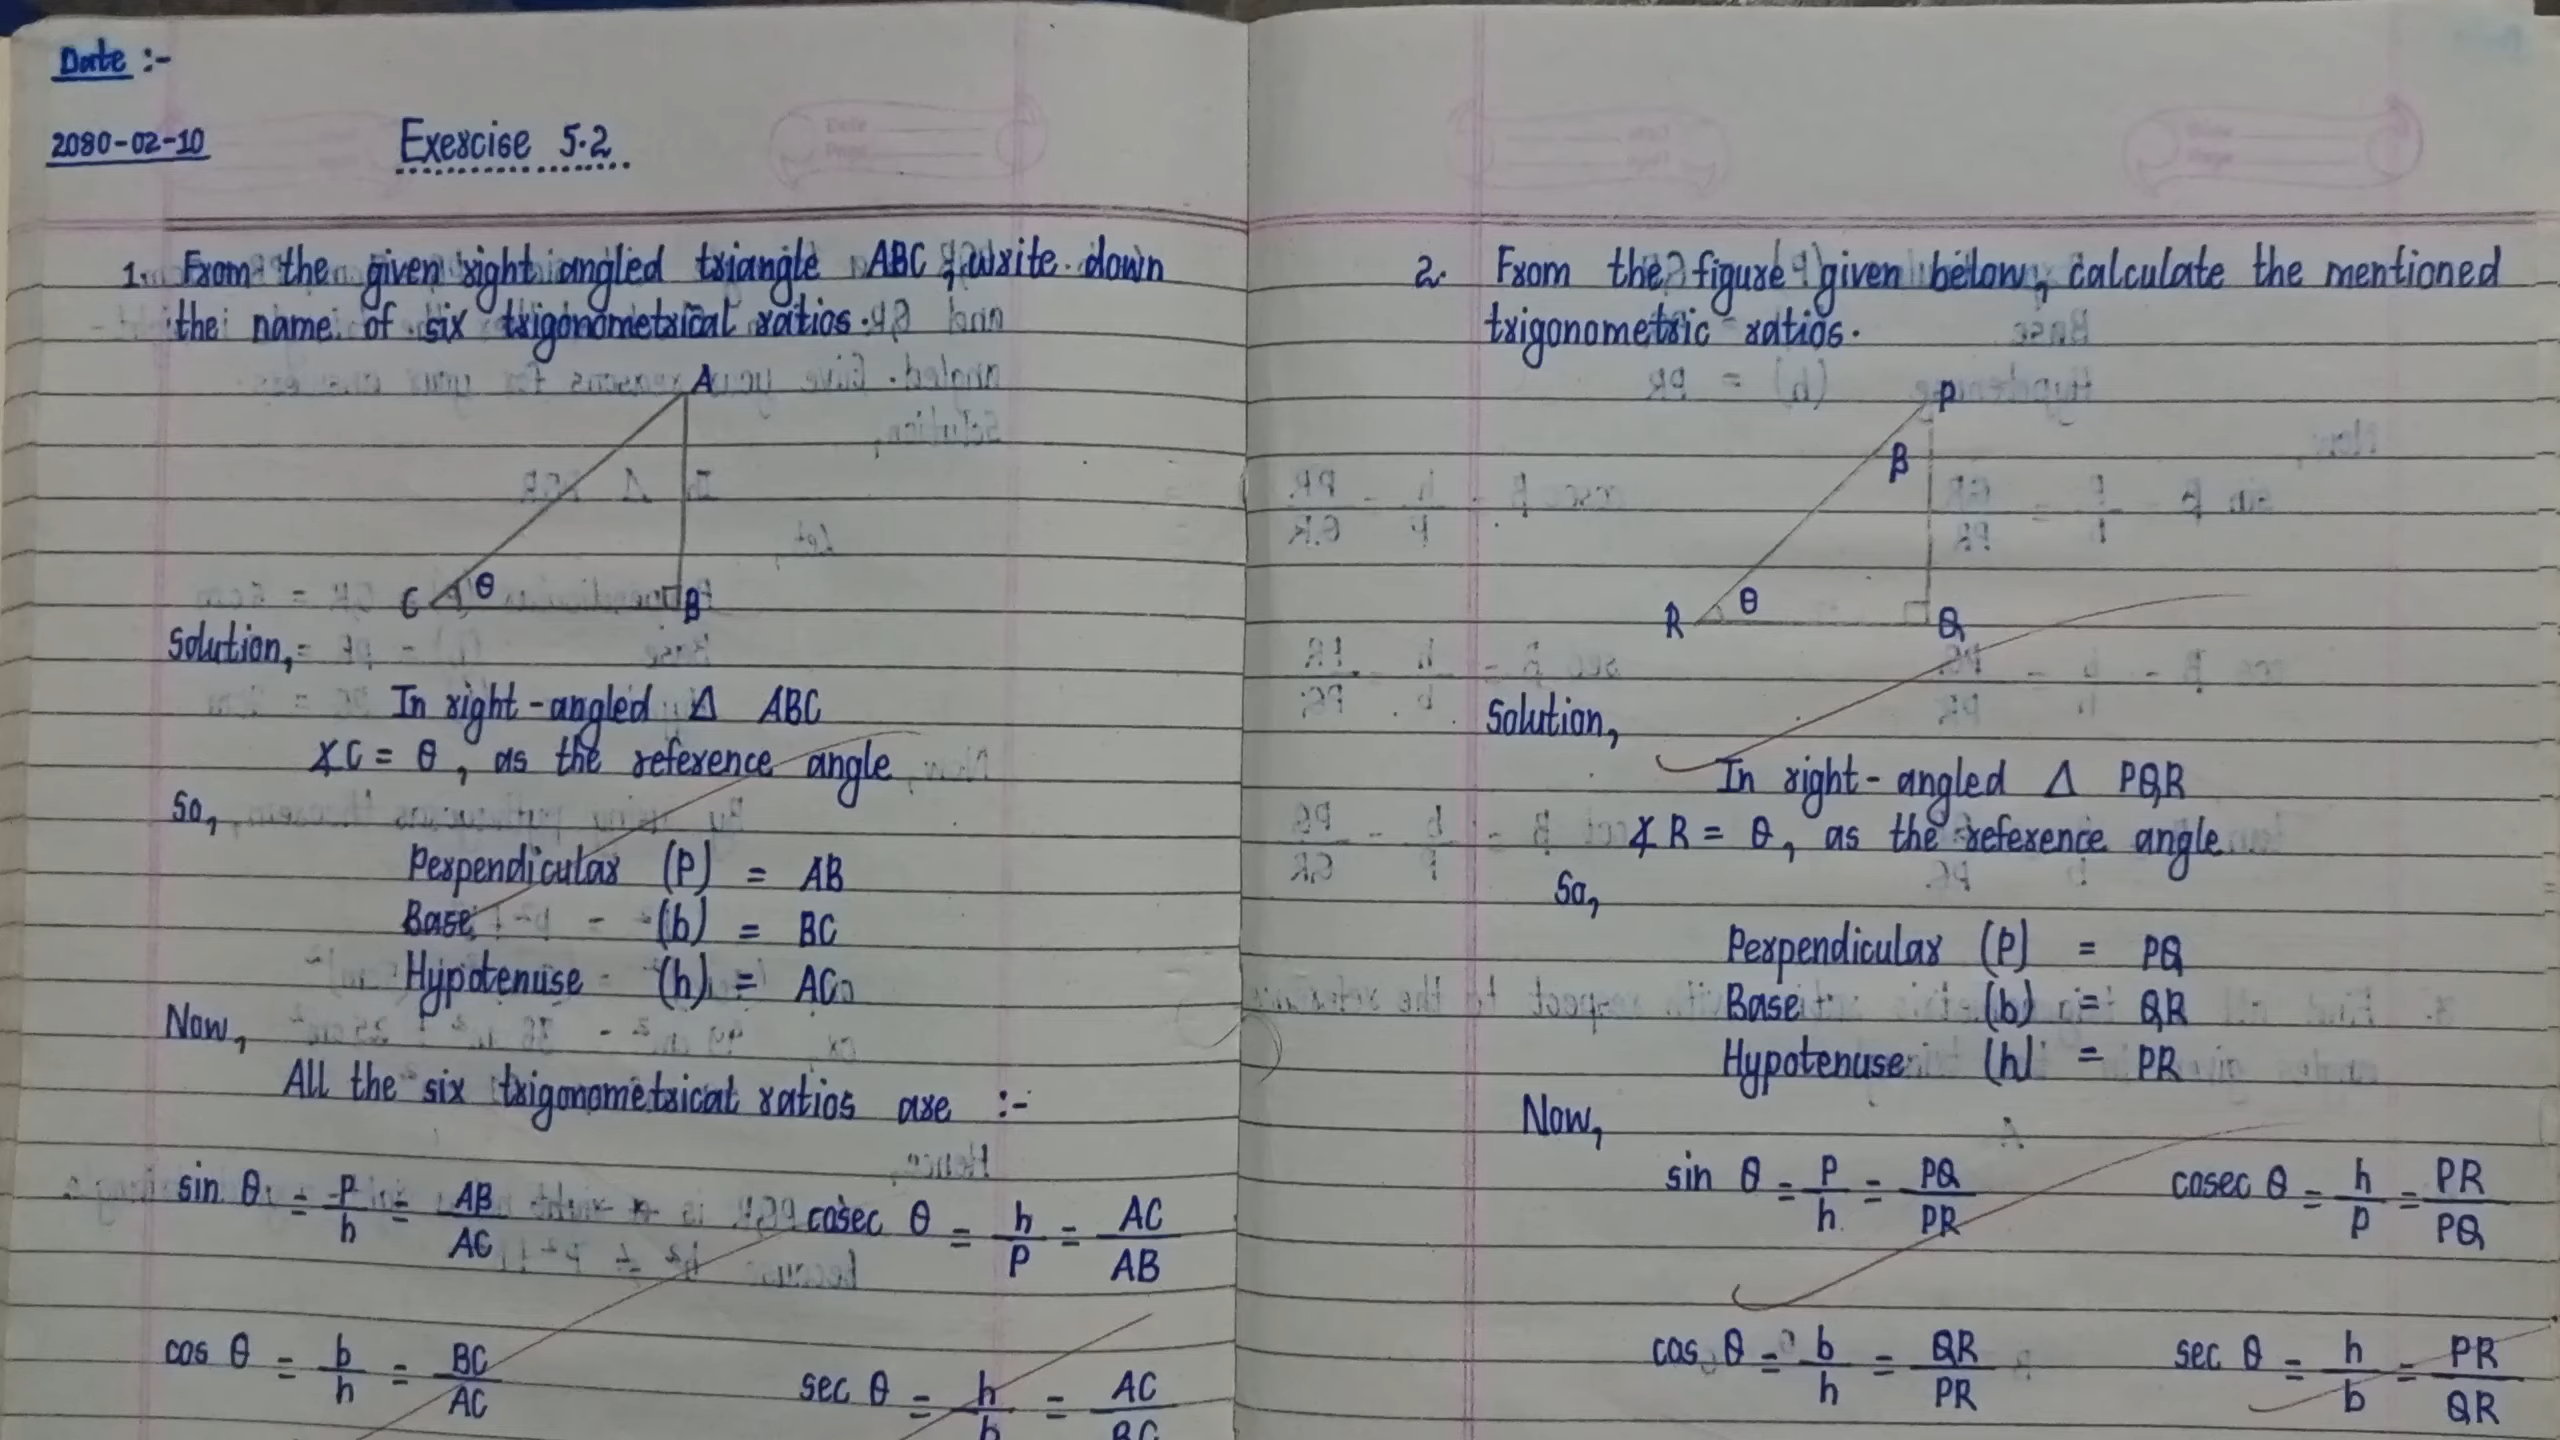 Date :-
2080-02-10
Exercise 5.2
1. From the given right angled triangle ABC, write down
the name of six trigonometrical ratios.
A
θ
C
B
Solution,
In right-angled Δ ABC
∡C = θ, as the reference angle
So,
Perpendicular (p) = AB
Base (b) = BC
Hypotenuse (h) = AC
Now,
All the six trigonometrical ratios are :-
sin θ = p/h = AB/AC cosec θ = h/p = AC/AB
cos θ = b/h = BC/AC sec θ = h/b = AC/BC
2. From the figure given below, calculate the mentioned
trigonometric ratios.
P
β
θ
R
Q
Solution,
In right-angled Δ PQR
∡R = θ, as the reference angle
So,
Perpendicular (p) = PQ
Base (b) = QR
Hypotenuse (h) = PR
Now,
sin θ = p/h = PQ/PR cosec θ = h/p = PR/PQ
cos θ = b/h = QR/PR sec θ = h/b = PR/QR